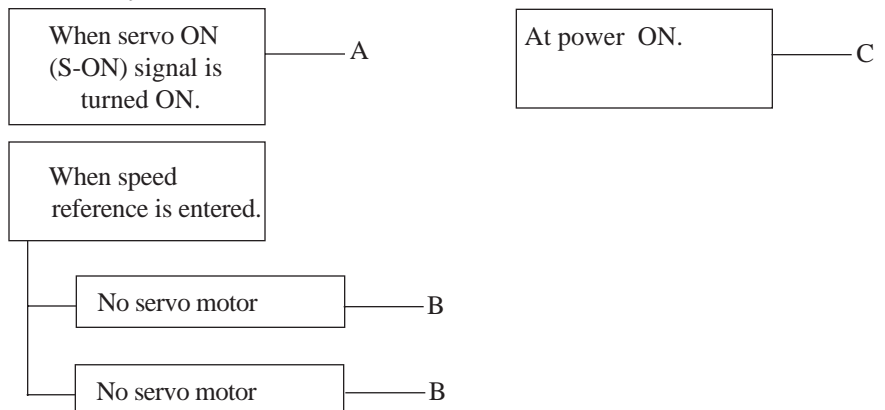 When servo ON
(S-ON) signal is
turned ON.
A
At power ON.
C
When speed
reference is entered.
No servo motor
B
No servo motor
B